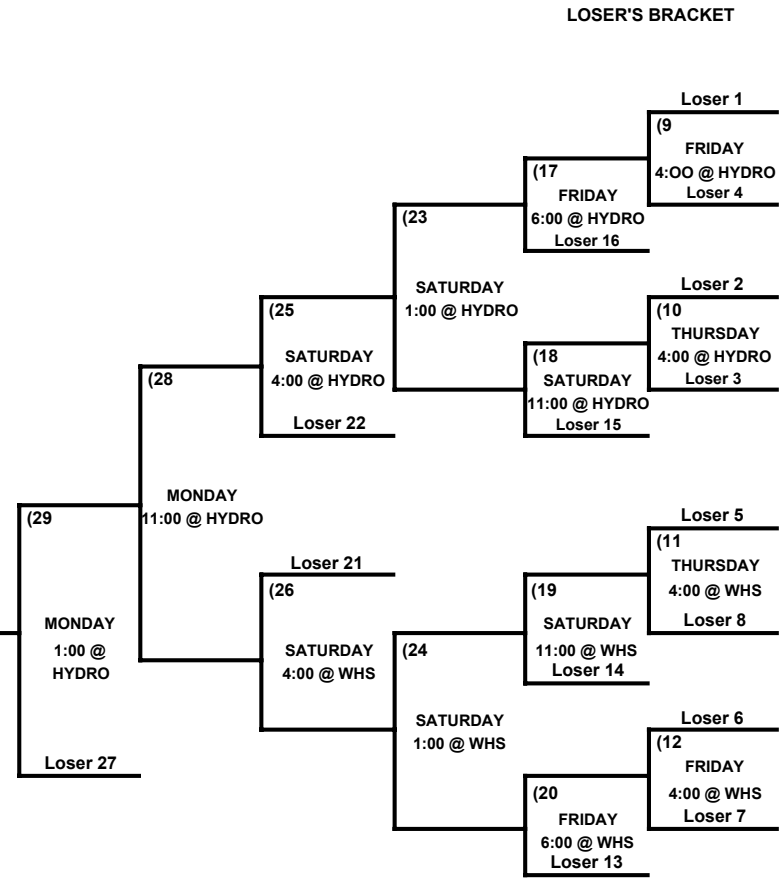 LOSER'S BRACKET
Loser 1
(9
FRIDAY
4:OO @ HYDRO
Loser 4
(17
FRIDAY
6:00 @ HYDRO
Loser 16
(23
SATURDAY
1:00 @ HYDRO
Loser 2
(10
THURSDAY
4:00 @ HYDRO
Loser 3
(18
SATURDAY
11:00 @ HYDRO
Loser 15
(25
SATURDAY
4:00 @ HYDRO
Loser 22
(28
MONDAY
11:00 @ HYDRO
(29
MONDAY
1:00 @
HYDRO
Loser 27
Loser 21
(26
SATURDAY
4:00 @ WHS
Loser 5
(11
THURSDAY
4:00 @ WHS
Loser 8
(19
SATURDAY
11:00 @ WHS
Loser 14
(24
SATURDAY
1:00 @ WHS
Loser 6
(12
FRIDAY
4:00 @ WHS
Loser 7
(20
FRIDAY
6:00 @ WHS
Loser 13